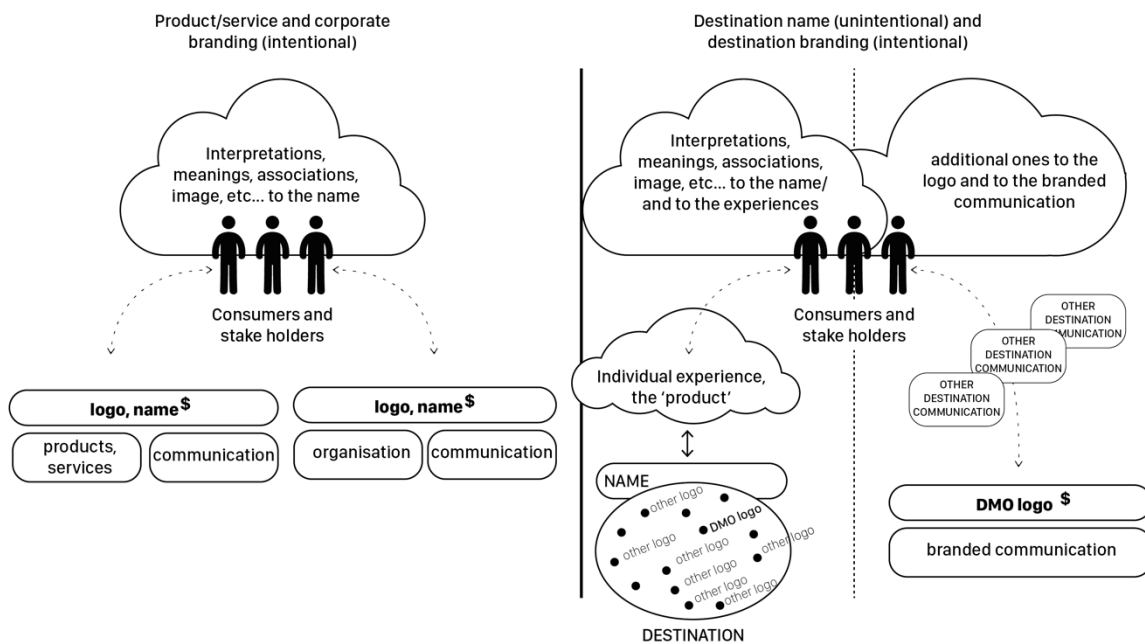 Product/service and corporate
branding (intentional)
Interpretations,
meanings, associations,
image, etc... to the name
Consumers and
stake holders
logo, name $
products,
services
communication
logo, name $
organisation
communication
Destination name (unintentional) and
destination branding (intentional)
Interpretations,
meanings, associations,
image, etc... to the name/
and to the experiences
additional ones to the
logo and to the branded
communication
Consumers and
stake holders
Individual experience,
the ‘product’
NAME
other logo
DMO logo
other logo
other logo
other logo
other logo
other logo
other logo
DESTINATION
OTHER
DESTINATION
OTHER
DESTINATION
COMMUNICATION
OTHER
DESTINATION
COMMUNICATION
DMO logo $
branded communication